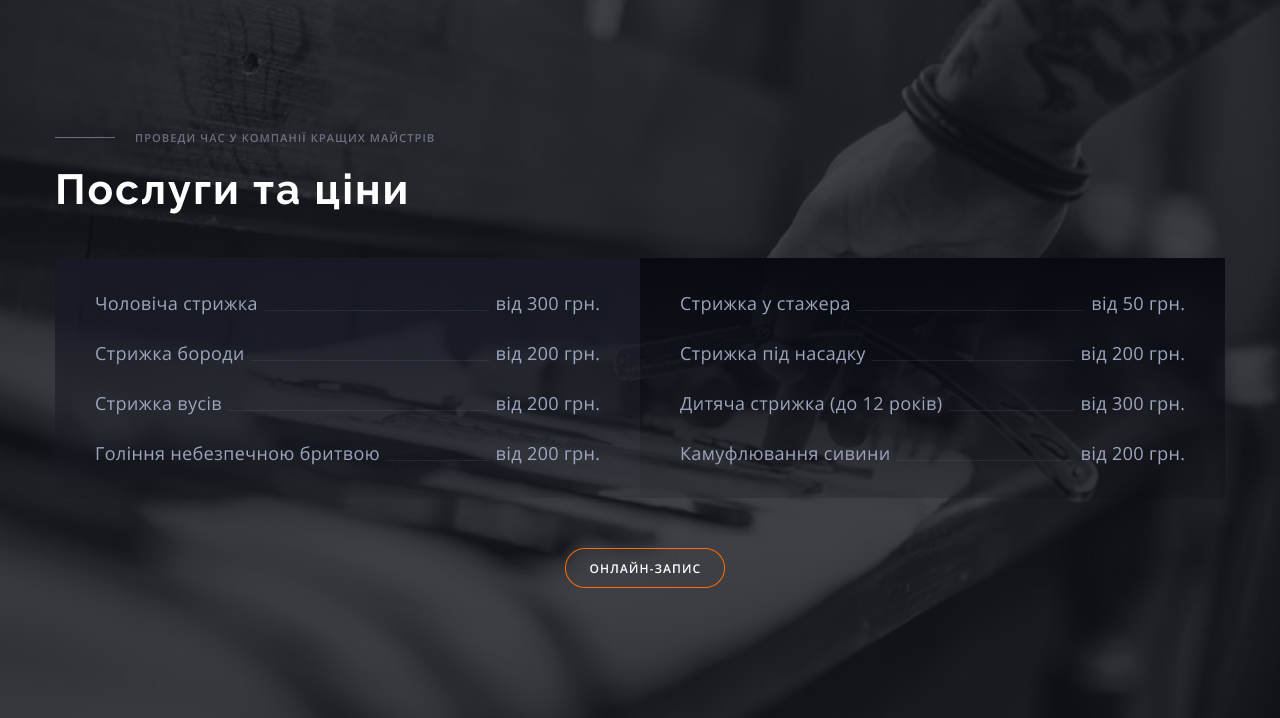 ПРОВЕДИ ЧАС У КОМПАНІЇ КРАЩИХ МАЙСТРІВ
Послуги та ціни
Чоловіча стрижка від 300 грн.
Стрижка бороди від 200 грн.
Стрижка вусів від 200 грн.
Гоління небезпечною бритвою від 200 грн.
Стрижка у стажера від 50 грн.
Стрижка під насадку від 200 грн.
Дитяча стрижка (до 12 років) від 300 грн.
Камуфлювання сивини від 200 грн.
ОНЛАЙН-ЗАПИС